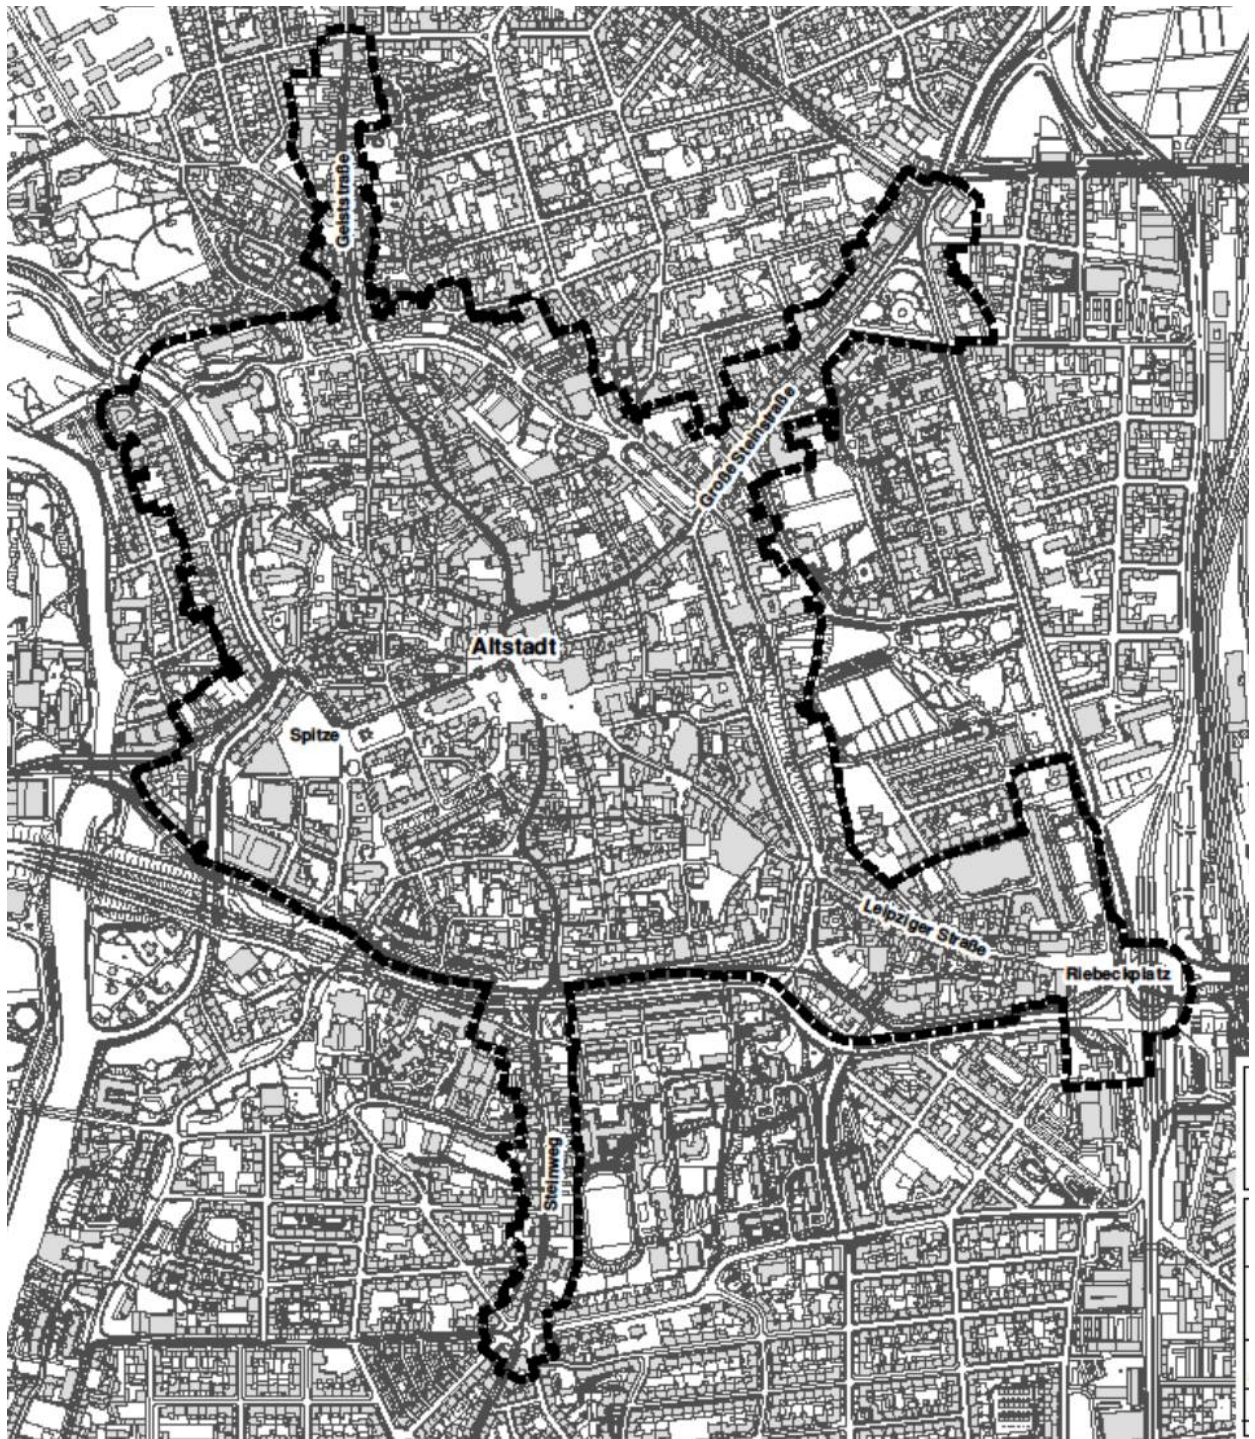 Geiststraße
Große Steinstraße
Altstadt
Spitze
Leipziger Straße
Riebeckplatz
Steinweg